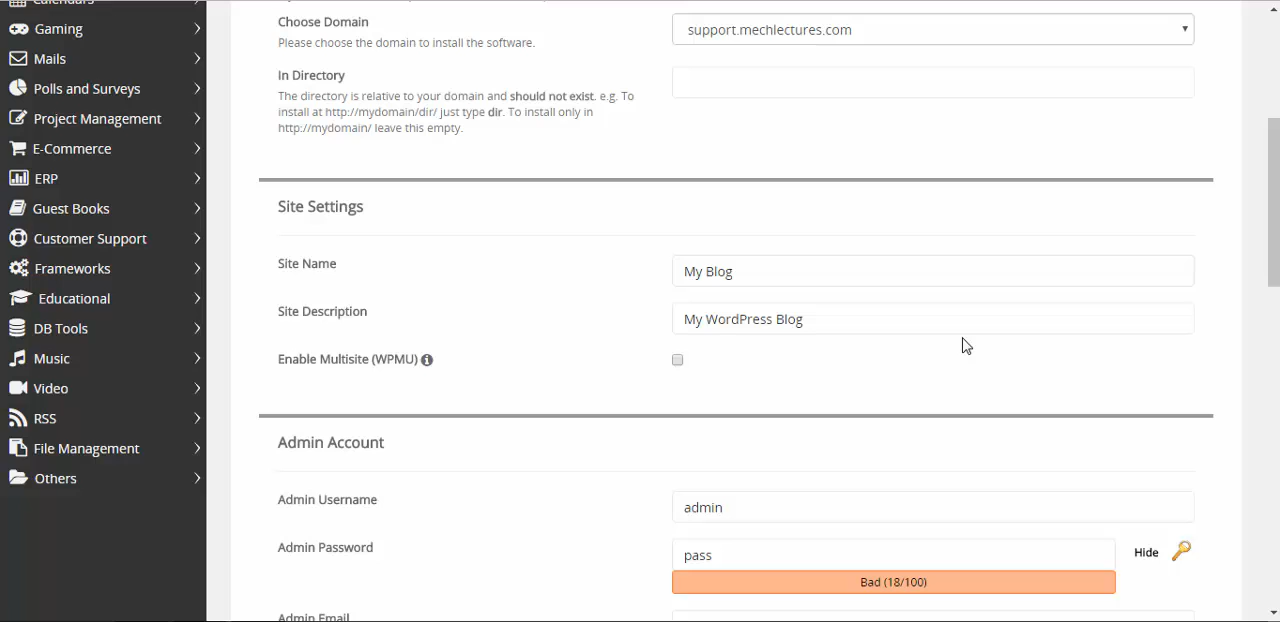 Calendars
Gaming
Mails
Polls and Surveys
Project Management
E-Commerce
ERP
Guest Books
Customer Support
Frameworks
Educational
DB Tools
Music
Video
RSS
File Management
Others
Choose Domain
Please choose the domain to install the software.
support.mechlectures.com
In Directory
The directory is relative to your domain and should not exist. e.g. To
install at http://mydomain/dir/ just type dir. To install only in
http://mydomain/ leave this empty.
Site Settings
Site Name
My Blog
Site Description
My WordPress Blog
Enable Multisite (WPMU)
Admin Account
Admin Username
admin
Admin Password
pass
Hide
Bad (18/100)
Admin Email